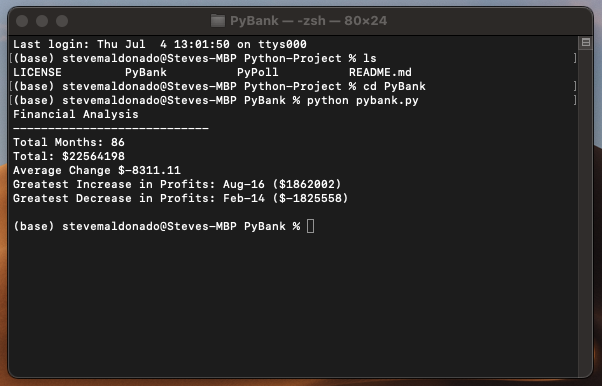 PyBank — -zsh — 80×24
Last login: Thu Jul  4 13:01:50 on ttys000
[(base) stevemaldonado@Steves-MBP Python-Project % ls ]
LICENSE         PyBank          PyPoll          README.md
[(base) stevemaldonado@Steves-MBP Python-Project % cd PyBank ]
[(base) stevemaldonado@Steves-MBP PyBank % python pybank.py ]
Financial Analysis
----------------------------
Total Months: 86
Total: $22564198
Average Change $-8311.11
Greatest Increase in Profits: Aug-16 ($1862002)
Greatest Decrease in Profits: Feb-14 ($-1825558)
(base) stevemaldonado@Steves-MBP PyBank %